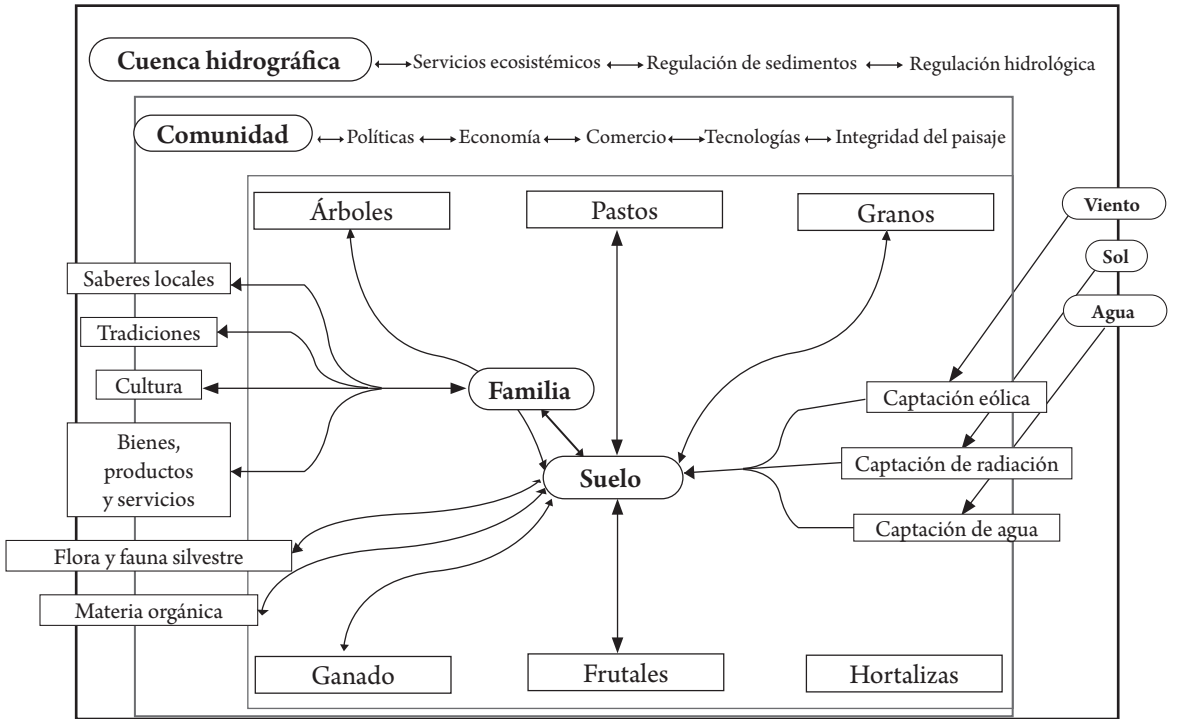 Cuenca hidrográfica Servicios ecosistémicos Regulación de sedimentos Regulación hidrológica
Comunidad Políticas Economía Comercio Tecnologías Integridad del paisaje
Árboles
Pastos
Granos
Viento
Sol
Agua
Saberes locales
Tradiciones
Cultura
Bienes,
productos
y servicios
Familia
Suelo
Captación eólica
Captación de radiación
Captación de agua
Flora y fauna silvestre
Materia orgánica
Ganado
Frutales
Hortalizas